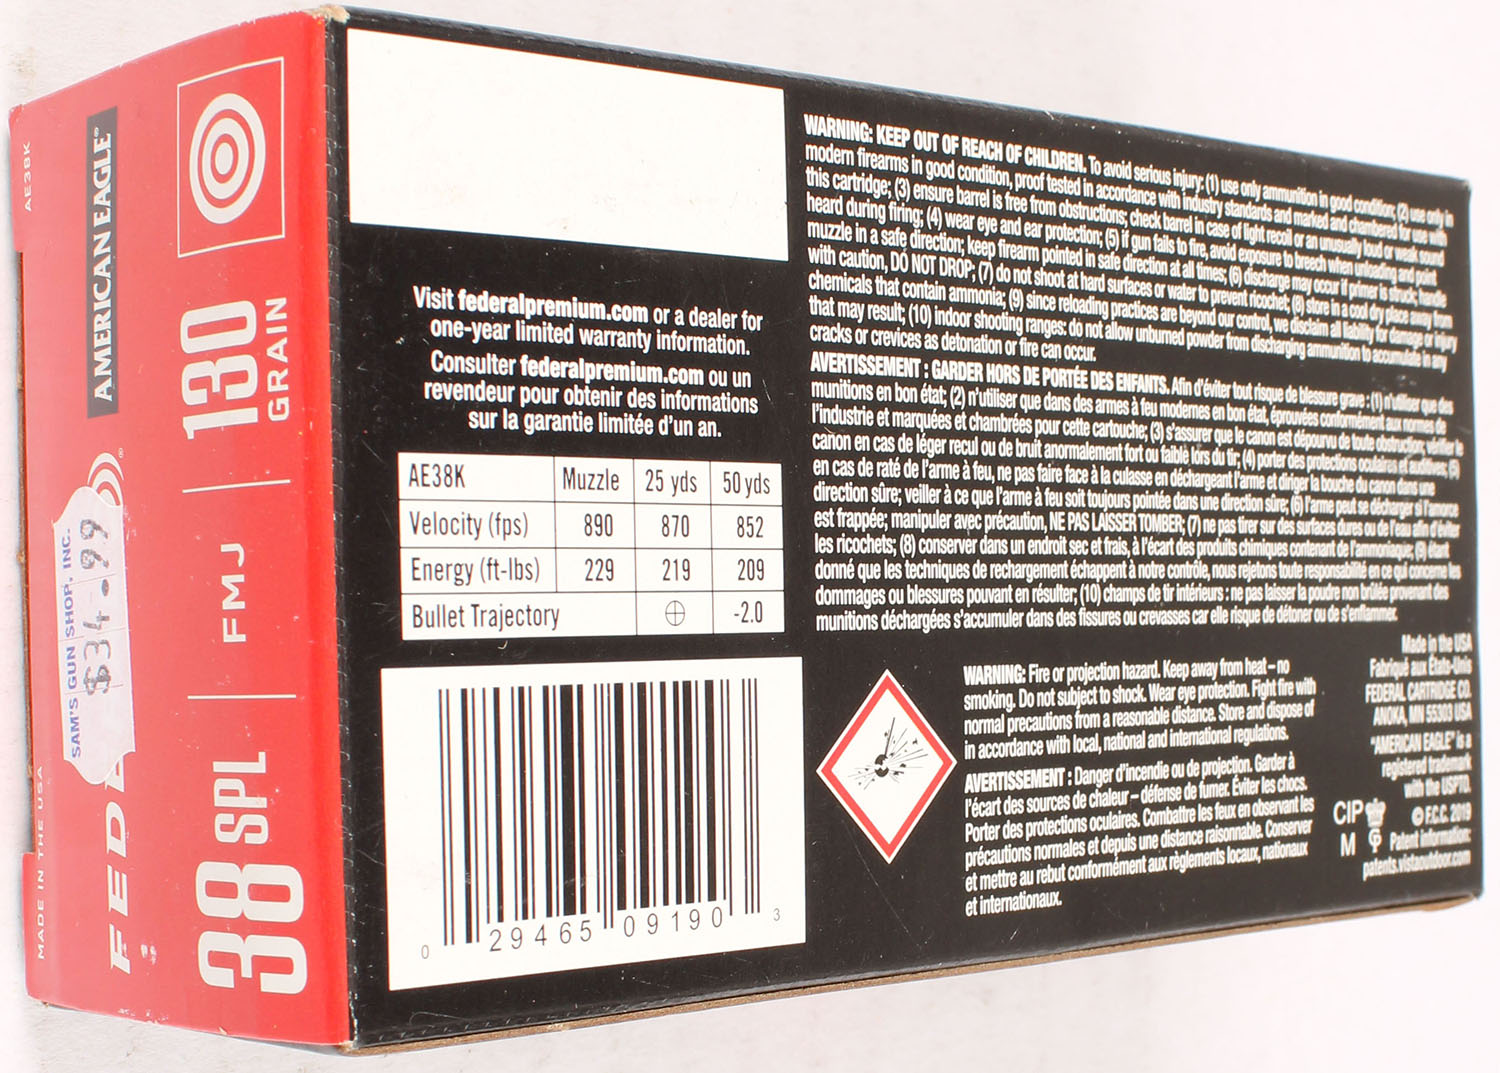 AE38K
AMERICAN EAGLE®
FED
MADE IN THE USA
SAM'S GUN SHOP, INC.
$34.99
130
GRAIN
FMJ
38 SPL
Visit federalpremium.com or a dealer for
one-year limited warranty information.
Consulter federalpremium.com ou un
revendeur pour obtenir des informations
sur la garantie limitée d'un an.
AE38K Muzzle 25 yds 50 yds
Velocity (fps) 890 870 852
Energy (ft-lbs) 229 219 209
Bullet Trajectory ⊕ -2.0
0 29465 09190 3
WARNING: KEEP OUT OF REACH OF CHILDREN. To avoid serious injury: (1) use only ammunition in good condition; (2) use only in
modern firearms in good condition, proof tested in accordance with industry standards and marked and chambered for use with
this cartridge; (3) ensure barrel is free from obstructions; check barrel in case of light recoil or an unusually loud or weak sound
heard during firing; (4) wear eye and ear protection; (5) if gun fails to fire, avoid exposure to breech when unloading and point
muzzle in a safe direction; keep firearm pointed in safe direction at all times; (6) discharge may occur if primer is struck; handle
with caution, DO NOT DROP; (7) do not shoot at hard surfaces or water to prevent ricochet; (8) store in a cool dry place away from
chemicals that contain ammonia; (9) since reloading practices are beyond our control, we disclaim all liability for damage or injury
that may result; (10) indoor shooting ranges: do not allow unburned powder from discharging ammunition to accumulate in any
cracks or crevices as detonation or fire can occur.
AVERTISSEMENT : GARDER HORS DE PORTÉE DES ENFANTS. Afin d'éviter tout risque de blessure grave : (1) n'utiliser que des
munitions en bon état; (2) n'utiliser que dans des armes à feu modernes en bon état, éprouvées conformément aux normes de
l'industrie et marquées et chambrées pour cette cartouche; (3) s'assurer que le canon est dépourvu de toute obstruction; vérifier le
canon en cas de léger recul ou de bruit anormalement fort ou faible lors du tir; (4) porter des protections oculaires et auditives; (5)
en cas de raté de l'arme à feu, ne pas faire face à la culasse en déchargeant l'arme et diriger la bouche du canon dans une
direction sûre; veiller à ce que l'arme à feu soit toujours pointée dans une direction sûre; (6) l'arme peut se décharger si l'amorce
est frappée; manipuler avec précaution, NE PAS LAISSER TOMBER; (7) ne pas tirer sur des surfaces dures ou de l'eau afin d'éviter
les ricochets; (8) conserver dans un endroit sec et frais, à l'écart des produits chimiques contenant de l'ammoniaque; (9) étant
donné que les techniques de rechargement échappent à notre contrôle, nous rejetons toute responsabilité en ce qui concerne les
dommages ou blessures pouvant en résulter; (10) champs de tir intérieurs : ne pas laisser la poudre non brûlée provenant des
munitions déchargées s'accumuler dans des fissures ou crevasses car elle risque de détoner ou de s'enflammer.
WARNING: Fire or projection hazard. Keep away from heat – no
smoking. Do not subject to shock. Wear eye protection. Fight fire with
normal precautions from a reasonable distance. Store and dispose of
in accordance with local, national and international regulations.
AVERTISSEMENT : Danger d'incendie ou de projection. Garder à
l'écart des sources de chaleur – défense de fumer. Éviter les chocs.
Porter des protections oculaires. Combattre les feux en observant les
précautions normales et depuis une distance raisonnable. Conserver
et mettre au rebut conformément aux règlements locaux, nationaux
et internationaux.
Made in the USA
Fabriqué aux États-Unis
FEDERAL CARTRIDGE CO.
ANOKA, MN 55303 USA
"AMERICAN EAGLE" is a
registered trademark
with the USPTO.
CIP
M
© F.C.C. 2019
Patent information:
patents.vistaoutdoor.com